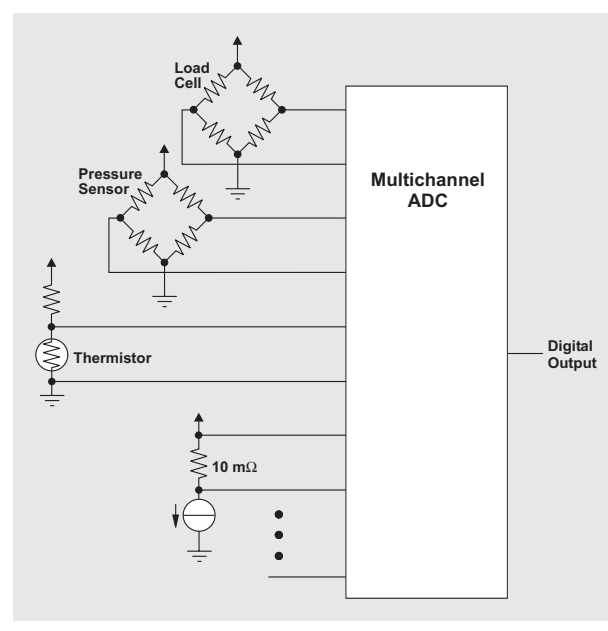 Load
Cell
Pressure
Sensor
Multichannel
ADC
Thermistor
Digital
Output
10 mΩ